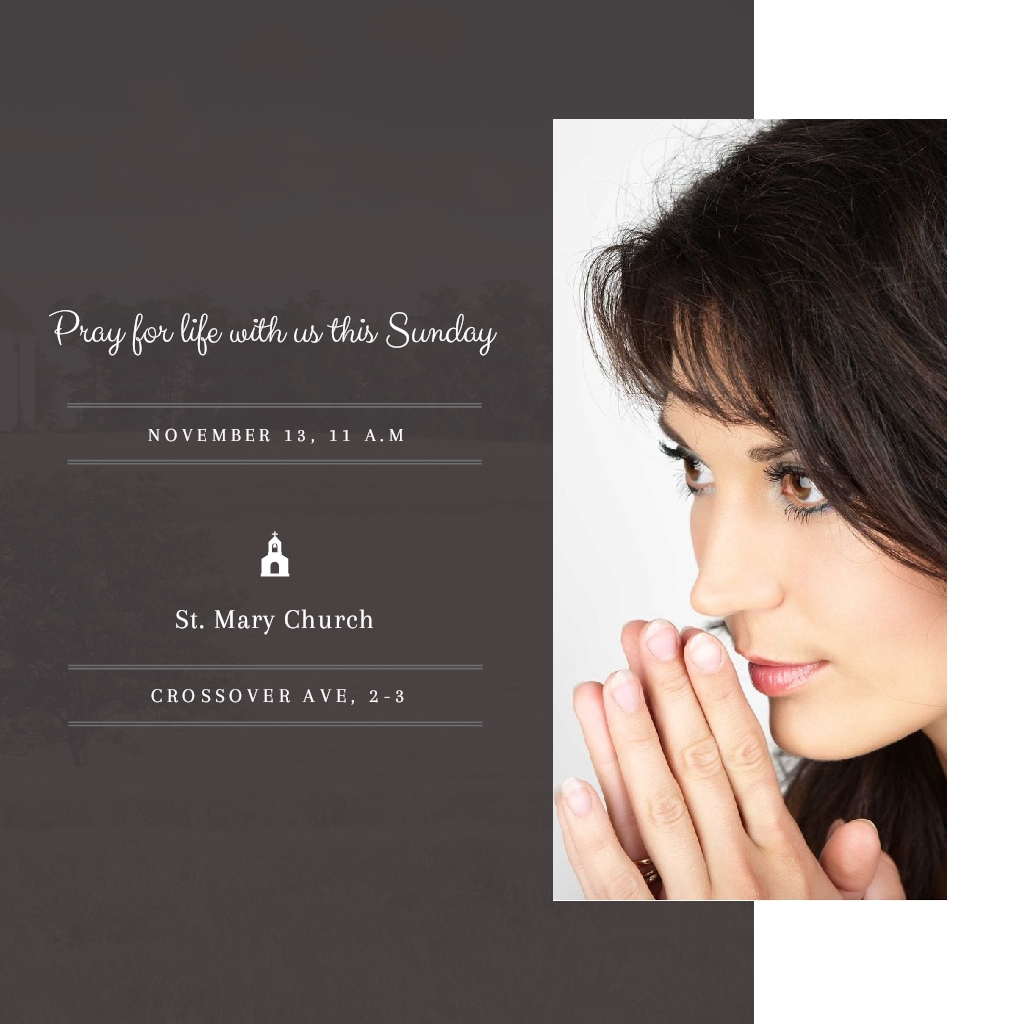 Pray for life with us this Sunday
NOVEMBER 13, 11 A.M
St. Mary Church
CROSSOVER AVE, 2-3